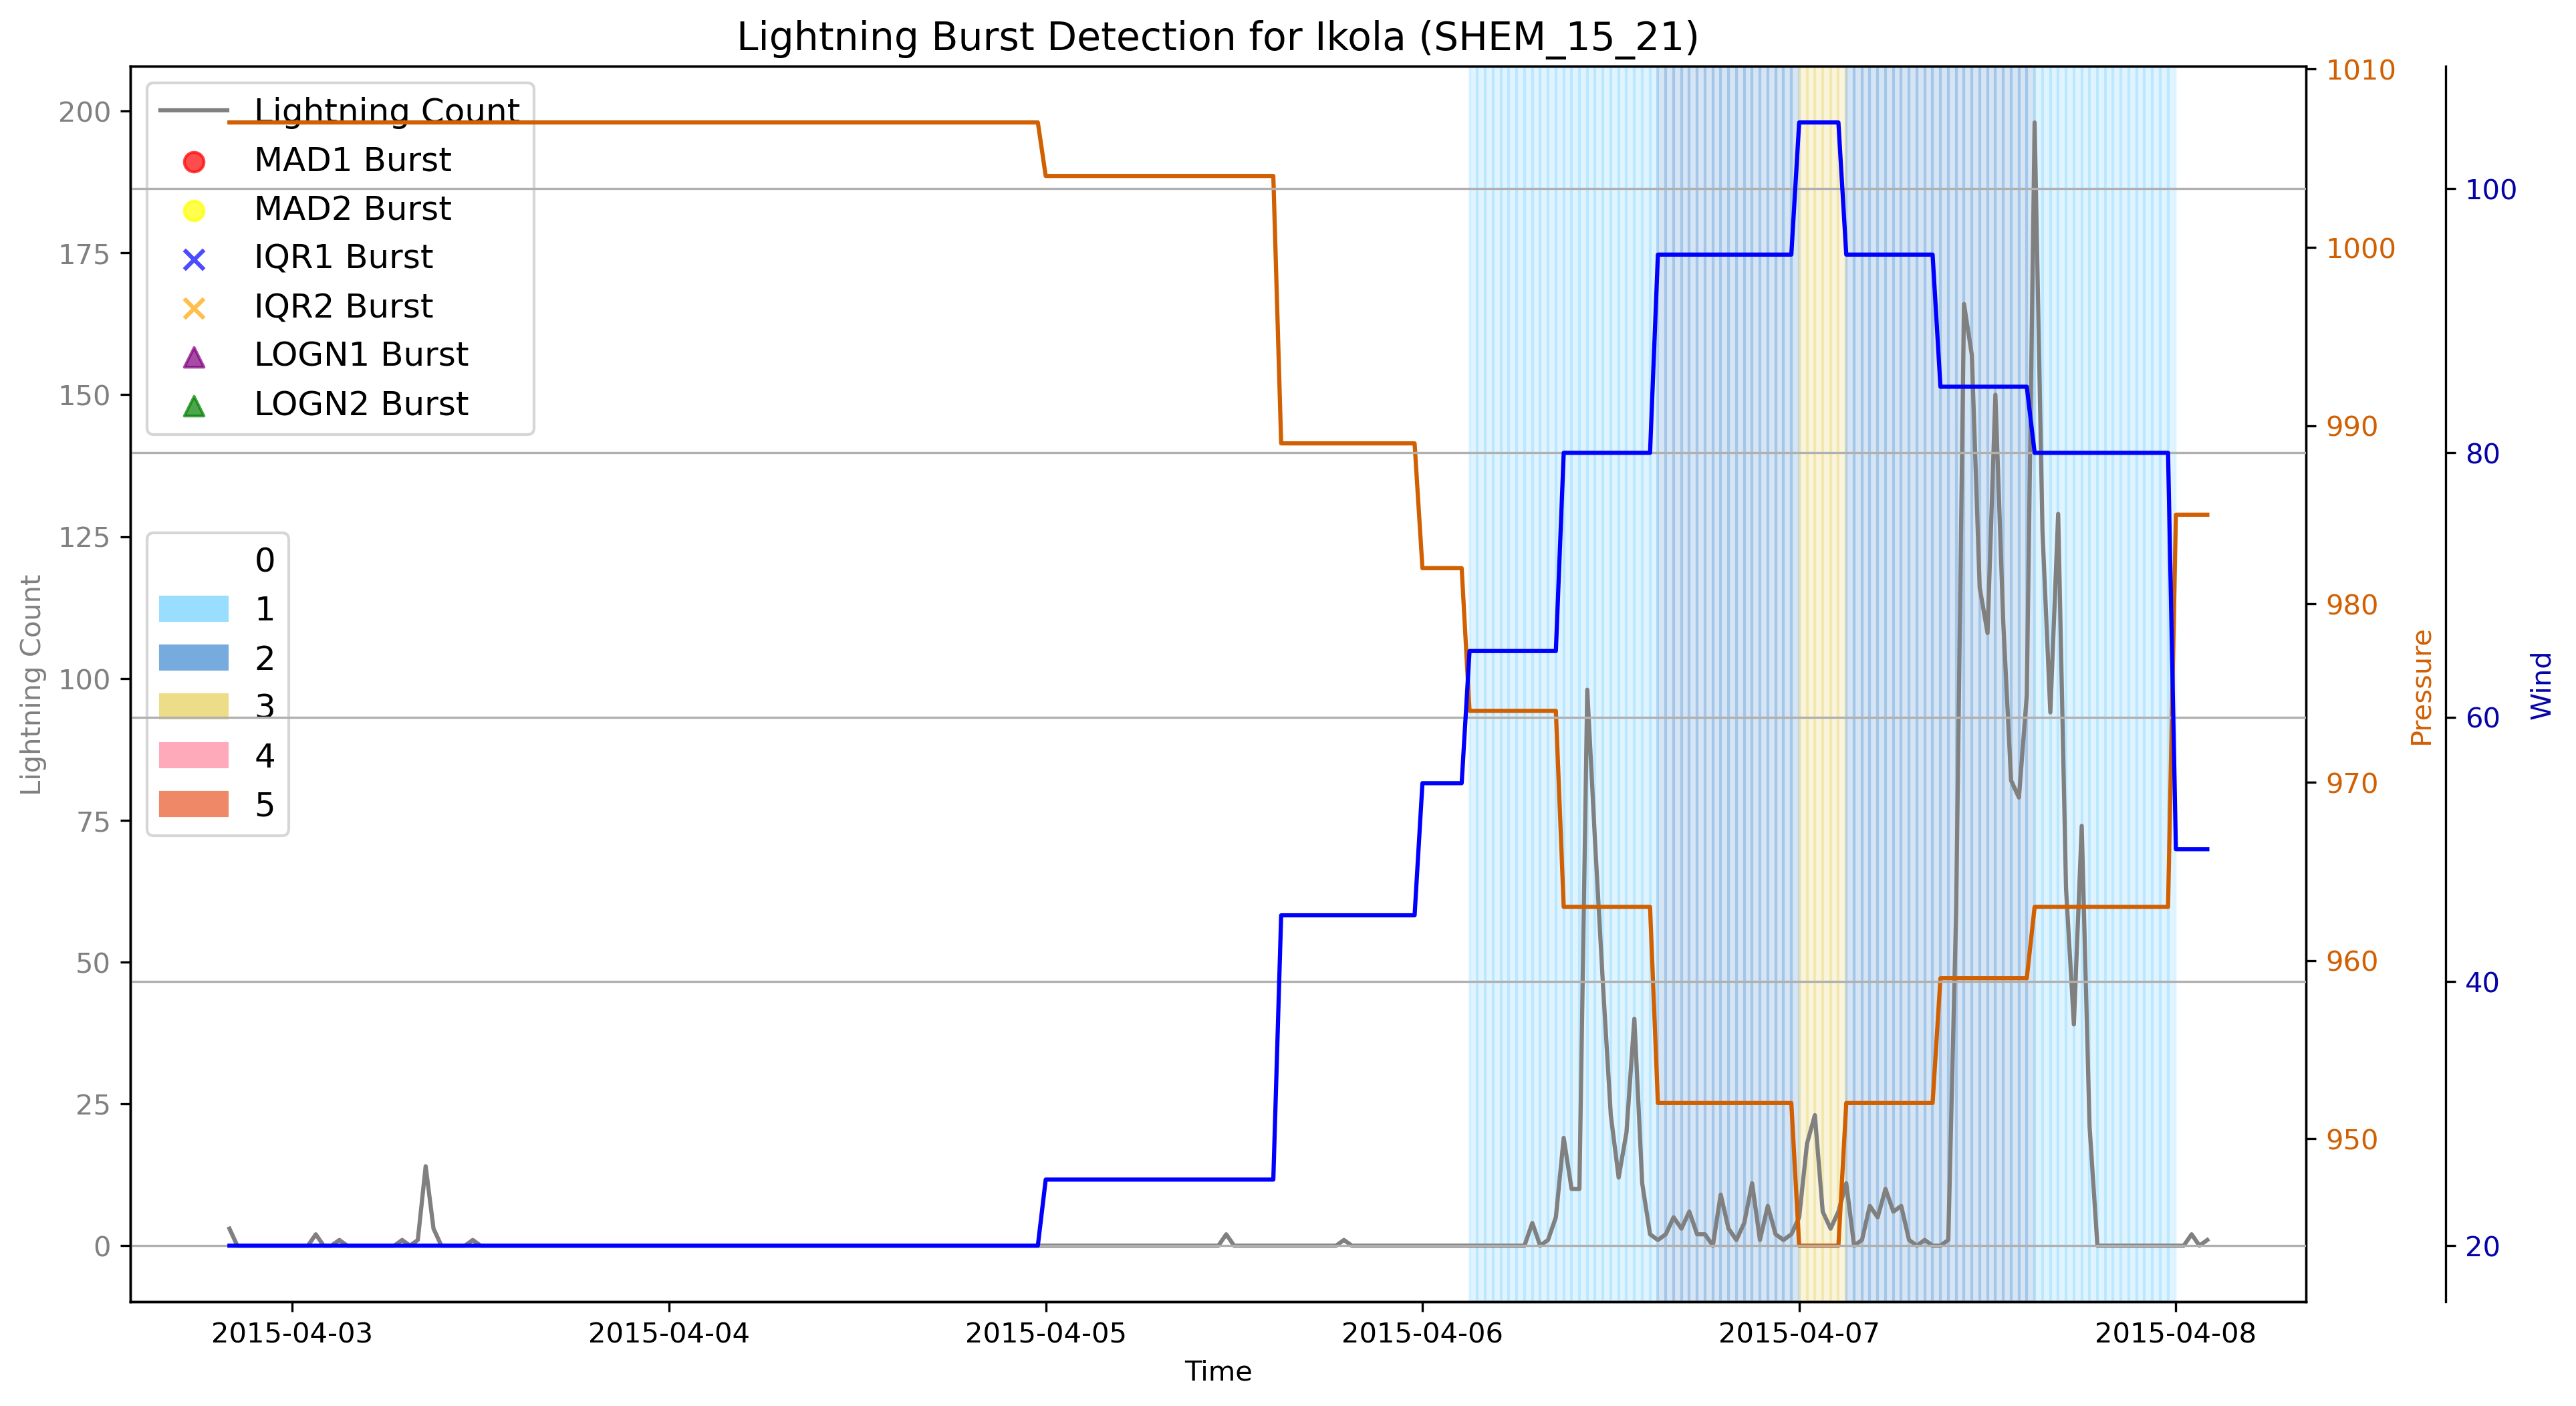 Lightning Burst Detection for Ikola (SHEM_15_21)
Lightning Count
MAD1 Burst
MAD2 Burst
IQR1 Burst
IQR2 Burst
LOGN1 Burst
LOGN2 Burst
0
1
2
3
4
5
Lightning Count
200
175
150
125
100
75
50
25
0
1010
1000
990
980
970
960
950
Pressure
100
80
60
40
20
Wind
2015-04-03
2015-04-04
2015-04-05
2015-04-06
2015-04-07
2015-04-08
Time